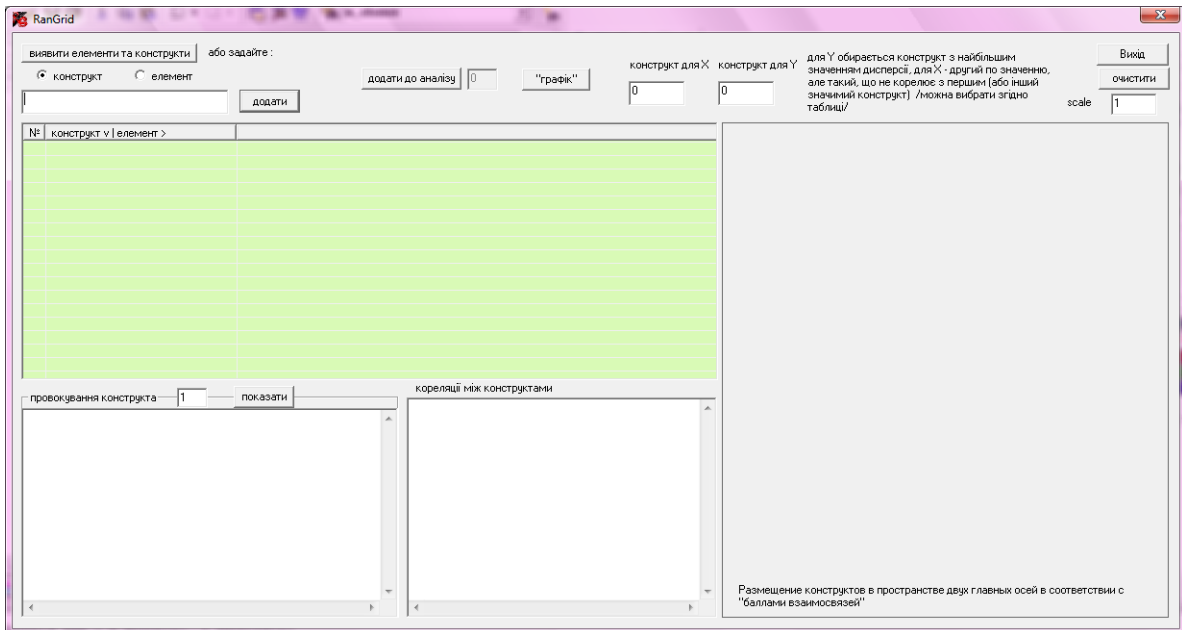 RanGrid
виявити елементи та конструкти
або задайте :
конструкт
елемент
додати
додати до аналізу
0
"графік"
конструкт для X
0
конструкт для Y
0
для Y обирається конструкт з найбільшим
значенням дисперсії, для X - другий по значенню,
але такий, що не корелює з першим (або інший
значимий конструкт) /можна вибрати згідно
таблиці/
Вихід
очистити
scale
1
№
конструкт v | елемент >
провокування конструкта
1
показати
кореляції між конструктами
Размещение конструктов в пространстве двух главных осей в соответствии с
"баллами взаимосвязей"